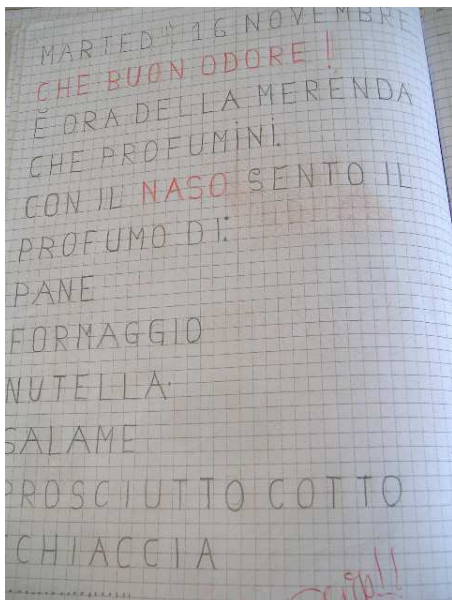 MARTEDÌ 16 NOVEMBRE
CHE BUON ODORE!
È ORA DELLA MERENDA
CHE PROFUMINI.
CON IL NASO SENTO IL
PROFUMO DI:
PANE
FORMAGGIO
NUTELLA.
SALAME
PROSCIUTTO COTTO
CHIACCIA